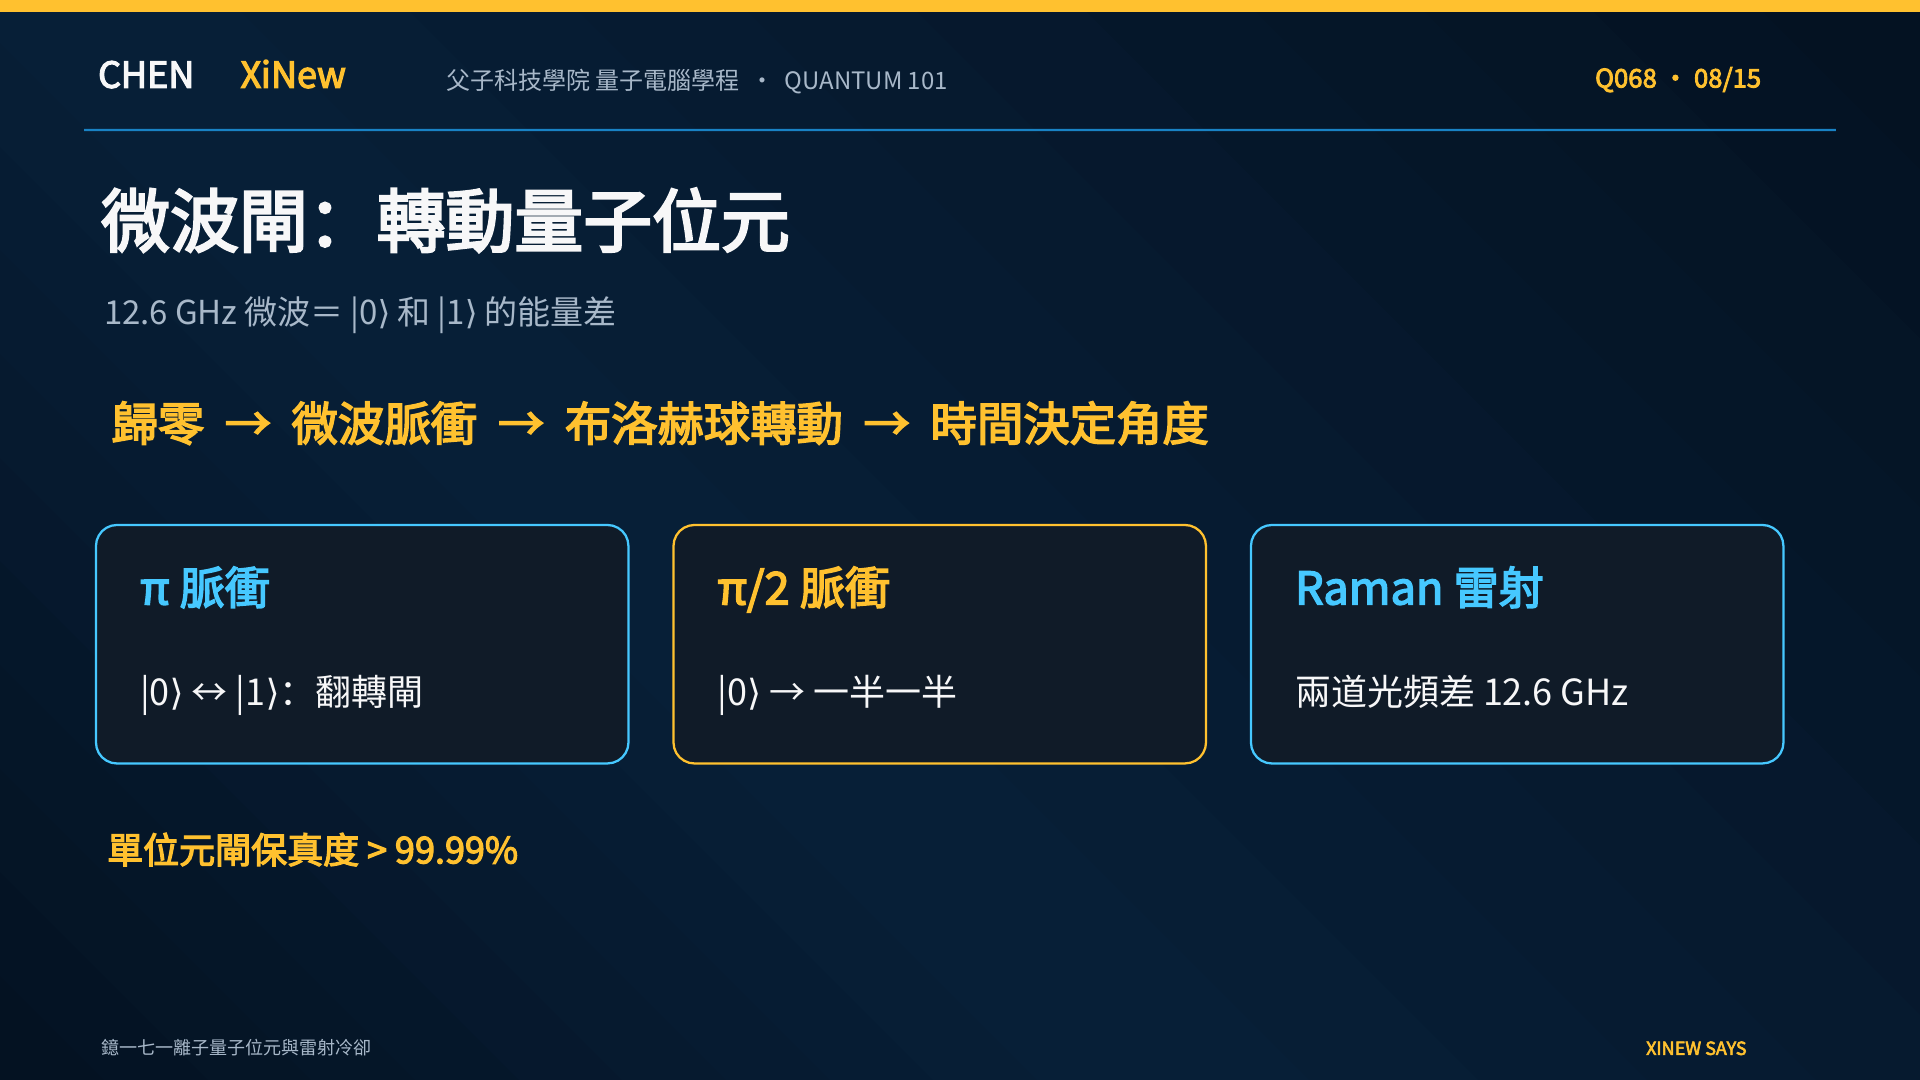 CHEN XiNew 父子科技學院 量子電腦學程 • QUANTUM 101 Q068 • 08/15
微波閘：轉動量子位元
12.6 GHz 微波＝ |0⟩ 和 |1⟩ 的能量差
歸零 → 微波脈衝 → 布洛赫球轉動 → 時間決定角度
π 脈衝
|0⟩ ↔ |1⟩：翻轉閘
π/2 脈衝
|0⟩ → 一半一半
Raman 雷射
兩道光頻差 12.6 GHz
單位元閘保真度 > 99.99%
鐿一七一離子量子位元與雷射冷卻
XINEW SAYS